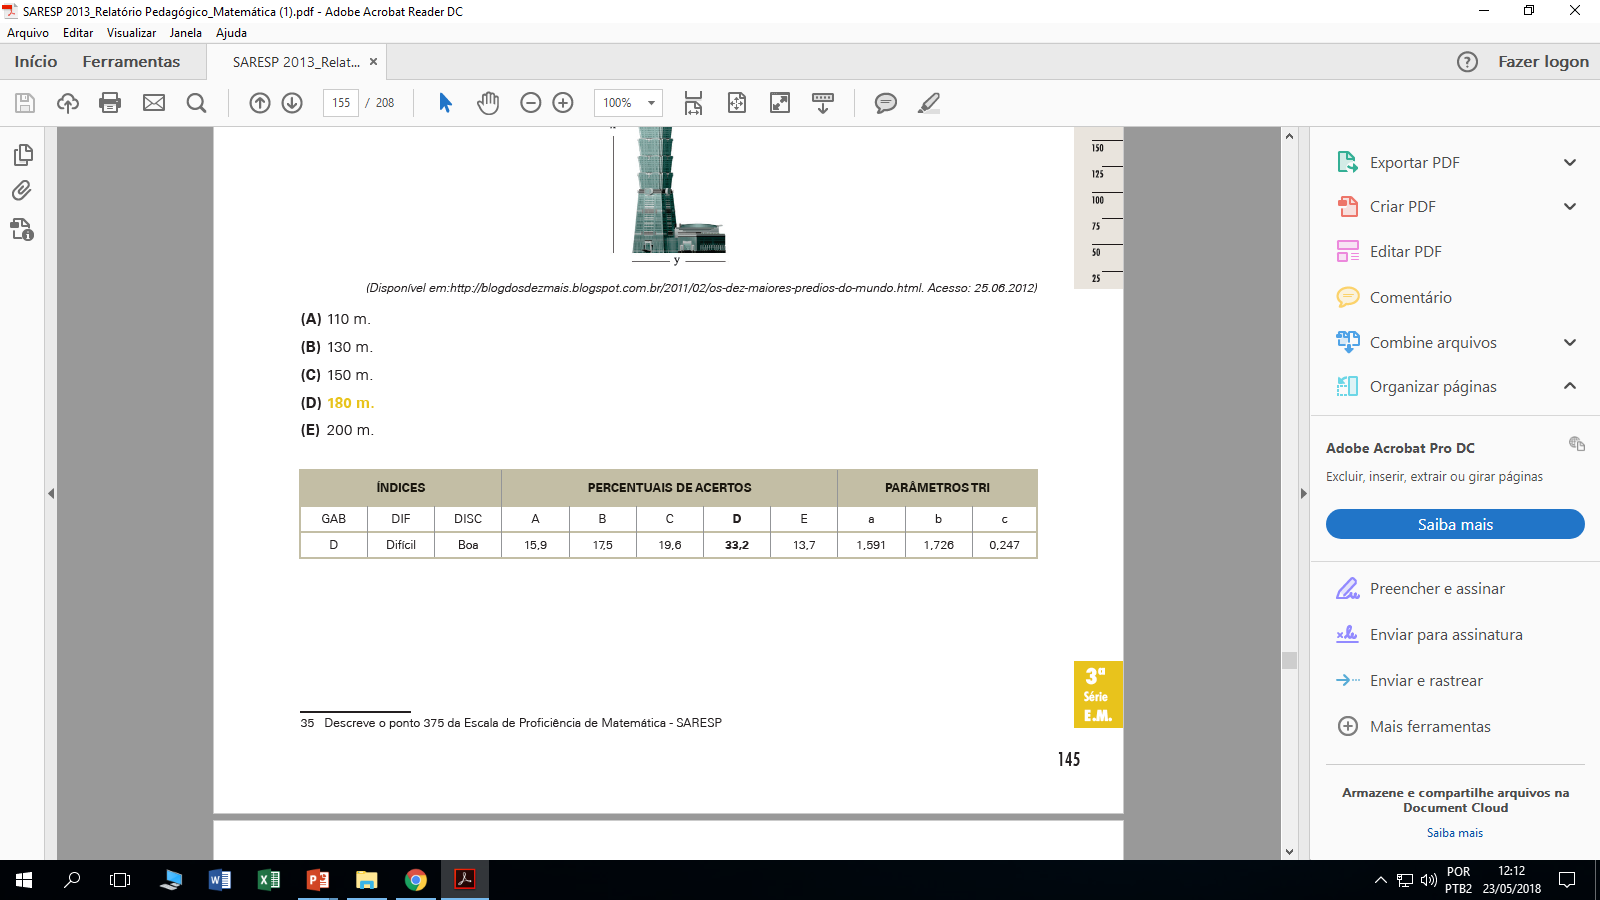 SARESP 2013_Relatório Pedagógico_Matemática (1).pdf - Adobe Acrobat Reader DC
Arquivo Editar Visualizar Janela Ajuda
Início Ferramentas SARESP 2013_Relat... ×
Fazer logon
155 / 208 100%
y
(Disponível em:http://blogdosdezmais.blogspot.com.br/2011/02/os-dez-maiores-predios-do-mundo.html. Acesso: 25.06.2012)
(A) 110 m.
(B) 130 m.
(C) 150 m.
(D) 180 m.
(E) 200 m.
ÍNDICES PERCENTUAIS DE ACERTOS PARÂMETROS TRI
GAB DIF DISC A B C D E a b c
D Difícil Boa 15,9 17,5 19,6 33,2 13,7 1,591 1,726 0,247
35 Descreve o ponto 375 da Escala de Proficiência de Matemática - SARESP
150
125
100
75
50
25
3ª
Série
E.M.
145
Exportar PDF
Criar PDF
Editar PDF
Comentário
Combine arquivos
Organizar páginas
Adobe Acrobat Pro DC
Excluir, inserir, extrair ou girar páginas
Saiba mais
Preencher e assinar
Enviar para assinatura
Enviar e rastrear
Mais ferramentas
Armazene e compartilhe arquivos na
Document Cloud
Saiba mais
POR
PTB2
12:12
23/05/2018